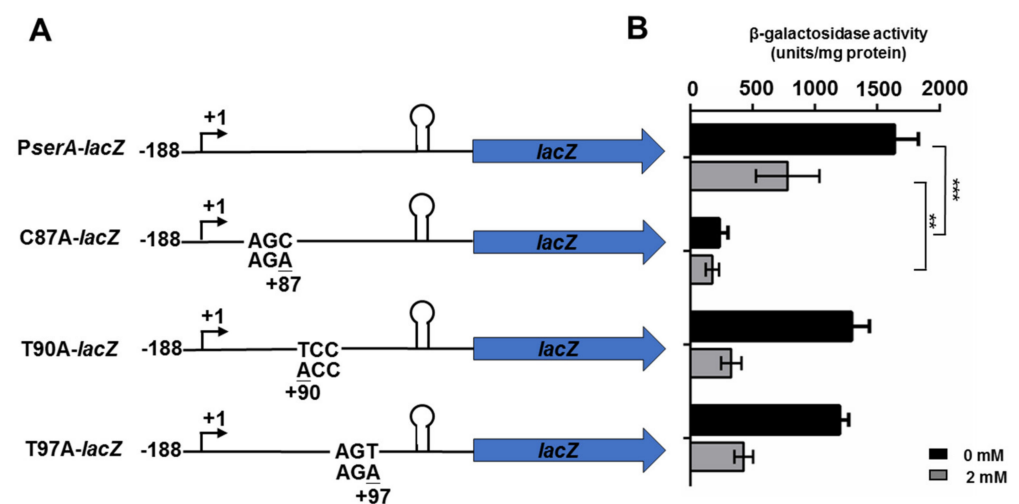 A
B
β-galactosidase activity
(units/mg protein)
0 500 1000 1500 2000
+1
PserA-lacZ -188 lacZ
***
**
+1
C87A-lacZ -188 AGC lacZ
AGA
+87
+1
T90A-lacZ -188 TCC lacZ
ACC
+90
+1
T97A-lacZ -188 AGT lacZ
AGA
+97
0 mM
2 mM